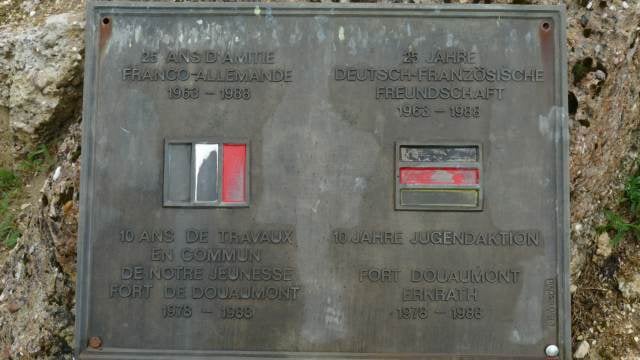 25 ANS D'AMITIE
FRANCO-ALLEMANDE
1963 - 1988
10 ANS DE TRAVAUX
EN COMMUN
DE NOTRE JEUNESSE
FORT DE DOUAUMONT
1978 - 1988
25 JAHRE
DEUTSCH-FRANZÖSISCHE
FREUNDSCHAFT
1963 - 1988
10 JAHRE JUGENDAKTION
FORT DOUAUMONT
ERKRATH
1978 - 1988